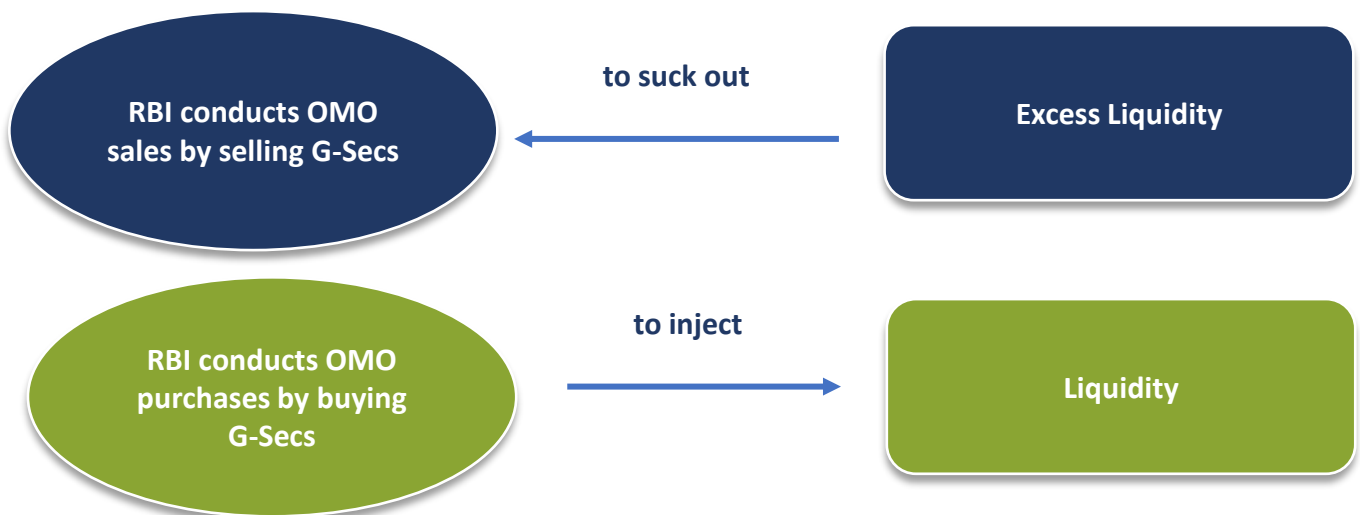 RBI conducts OMO
sales by selling G-Secs
to suck out
Excess Liquidity
RBI conducts OMO
purchases by buying
G-Secs
to inject
Liquidity